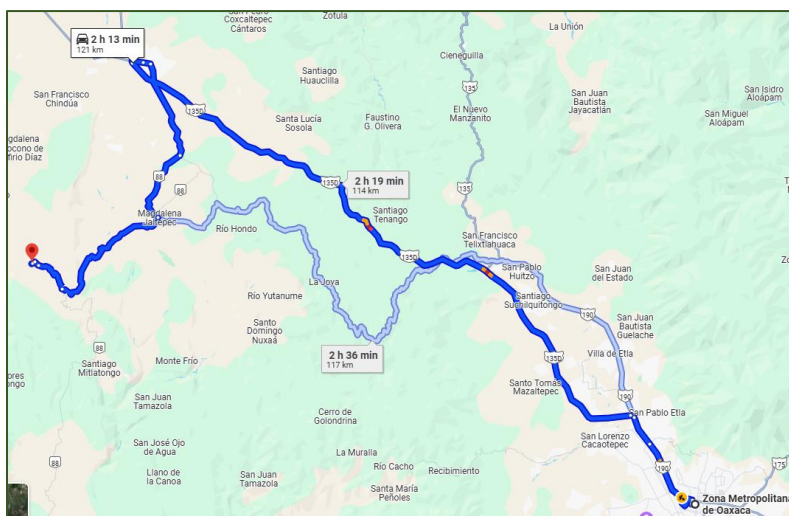 San Pedro
Coxcaltepec
Cántaros
Zotula
La Unión
2 h 13 min
121 km
Cieneguilla
135
San Isidro
Aloápam
Santiago
Huauclilla
San Francisco
Chindúa
El Nuevo
Manzanito
San Juan
Bautista
Jayacatlán
San Miguel
Aloápam
135D
Santa Lucía
Sosola
Faustino
G. Olivera
gdalena
ocono de
firio Díaz
88
88
135D
2 h 19 min
114 km
135
Magdalena
Jaltepec
Santiago
Tenango
Río Hondo
San Francisco
Telixtlahuaca
135D
San Pablo
Huitzo
San Juan
del Estado
La Joya
Río Yutanume
Santiago
Suchilquitongo
190
San Juan
Bautista
Guelache
Santo
Domingo
Nuxaá
88
2 h 36 min
117 km
Villa de Etla
135D
Monte Frío
Santiago
Mitlatongo
ores
tongo
Santo Tomás
Mazaltepec
190
San Juan
Tamazola
Cerro de
Golondrina
San Pablo Etla
San José Ojo
de Agua
San Lorenzo
Cacaotepec
La Muralla
88
Llano de
la Canoa
San Juan
Tamazola
Río Cacho
Recibimiento
190
175
Santa María
Peñoles
Zona Metropolitana
de Oaxaca